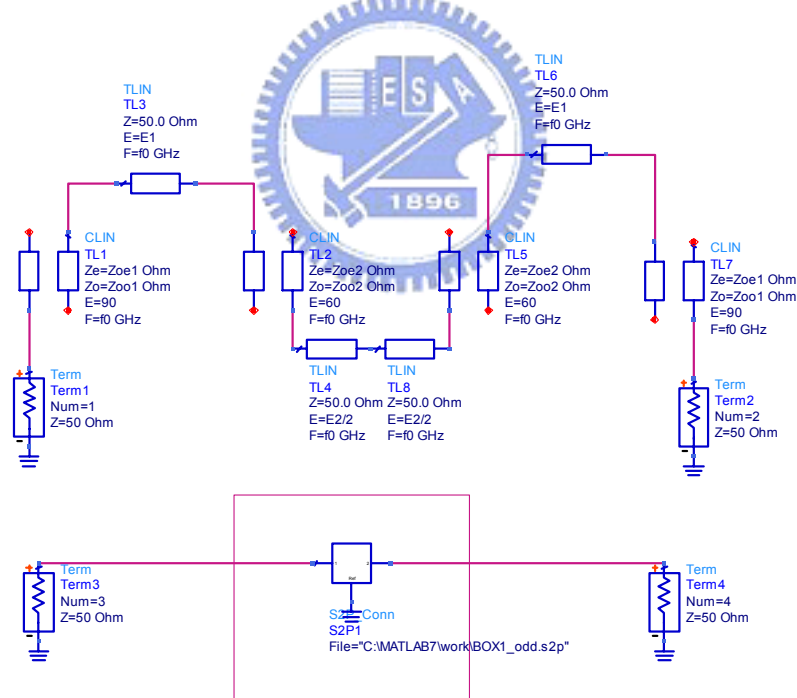 TLIN
TL3
Z=50.0 Ohm
E=E1
F=f0 GHz
TLIN
TL6
Z=50.0 Ohm
E=E1
F=f0 GHz
E S A
1896
CLIN
TL1
Ze=Zoe1 Ohm
Zo=Zoo1 Ohm
E=90
F=f0 GHz
CLIN
TL2
Ze=Zoe2 Ohm
Zo=Zoo2 Ohm
E=60
F=f0 GHz
CLIN
TL5
Ze=Zoe2 Ohm
Zo=Zoo2 Ohm
E=60
F=f0 GHz
CLIN
TL7
Ze=Zoe1 Ohm
Zo=Zoo1 Ohm
E=90
F=f0 GHz
TLIN
TL4
Z=50.0 Ohm
E=E2/2
F=f0 GHz
TLIN
TL8
Z=50.0 Ohm
E=E2/2
F=f0 GHz
Term
Term1
Num=1
Z=50 Ohm
Term
Term2
Num=2
Z=50 Ohm
Term
Term3
Num=3
Z=50 Ohm
1 2
Ref
S2P_Conn
S2P1
File="C:\MATLAB7\work\BOX1_odd.s2p"
Term
Term4
Num=4
Z=50 Ohm